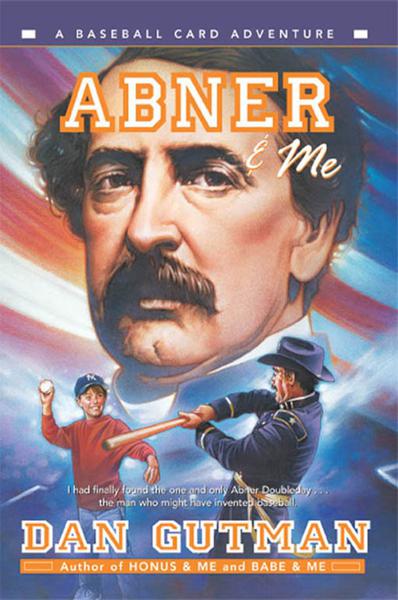 A BASEBALL CARD ADVENTURE
ABNER
& Me
I had finally found the one and only Abner Doubleday . . .
the man who might have invented baseball.
DAN GUTMAN
Author of HONUS & ME and BABE & ME